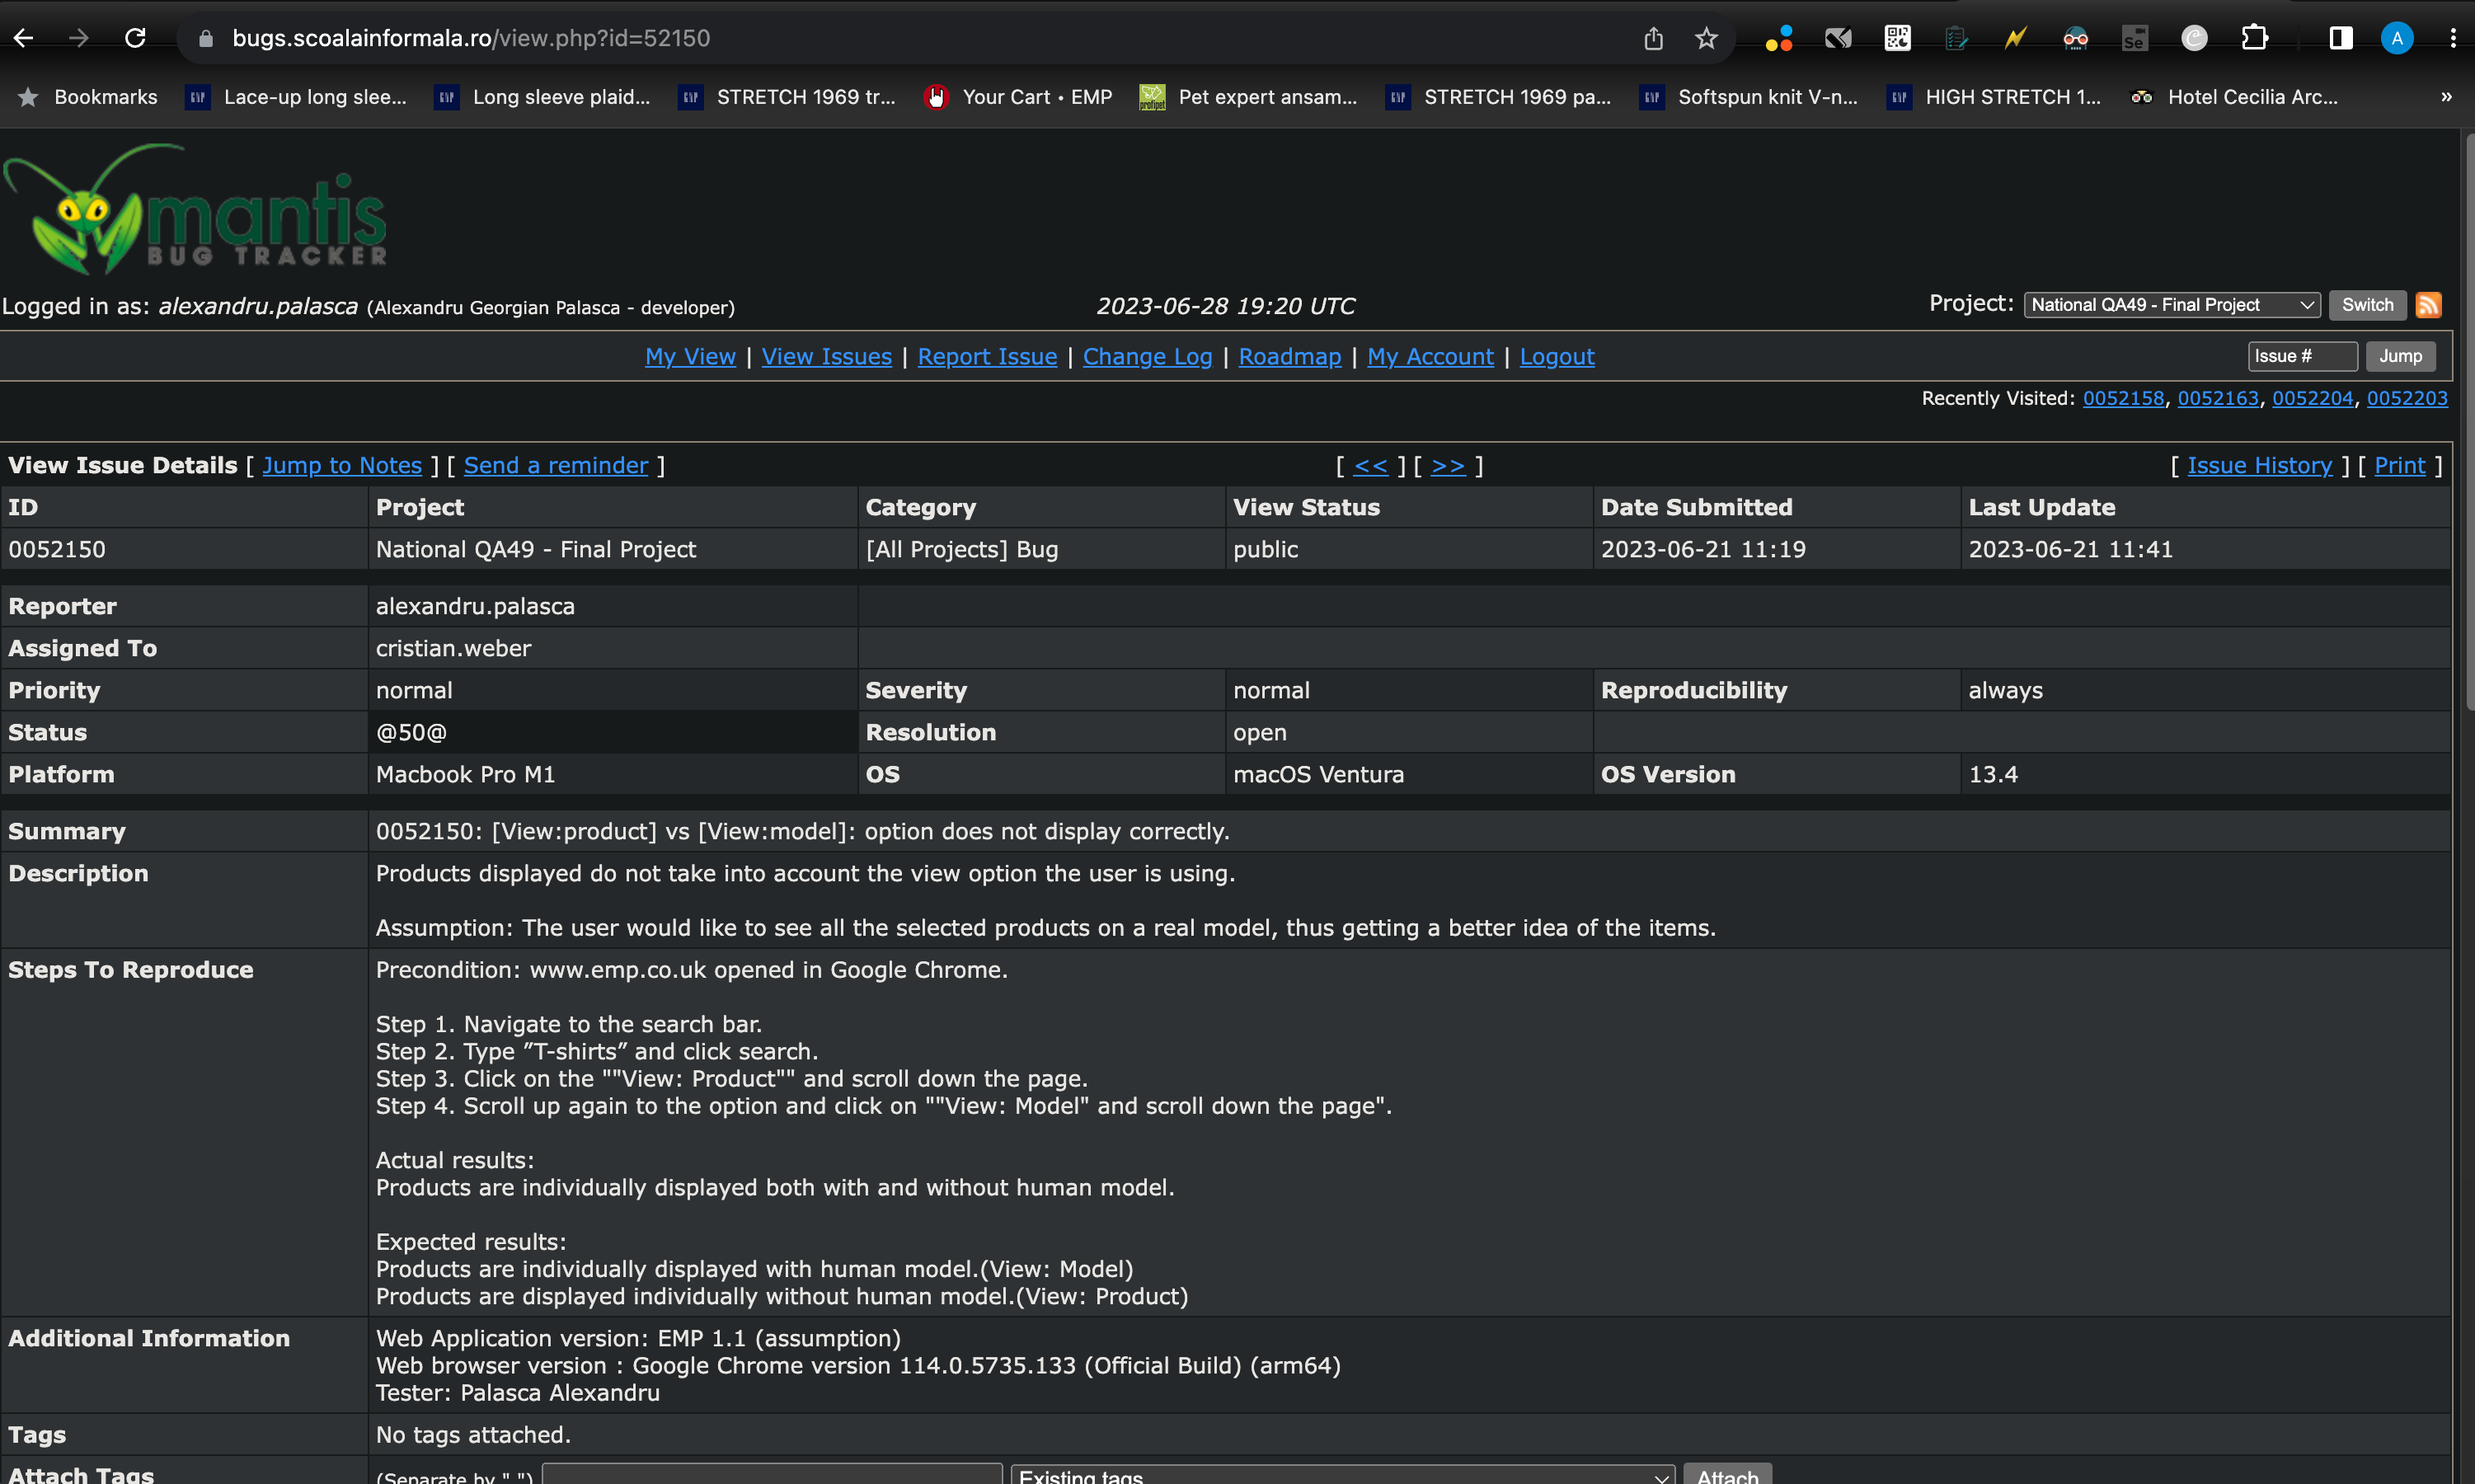 bugs.scoalainformala.ro/view.php?id=52150
Se
A
Bookmarks
Lace-up long slee...
Long sleeve plaid...
STRETCH 1969 tr...
Your Cart • EMP
Pet expert ansam...
STRETCH 1969 pa...
Softspun knit V-n...
HIGH STRETCH 1...
Hotel Cecilia Arc...
»
mantis
BUG TRACKER
Logged in as: alexandru.palasca (Alexandru Georgian Palasca - developer)
2023-06-28 19:20 UTC
Project: National QA49 - Final Project Switch
My View | View Issues | Report Issue | Change Log | Roadmap | My Account | Logout
Issue # Jump
Recently Visited: 0052158, 0052163, 0052204, 0052203
View Issue Details [ Jump to Notes ] [ Send a reminder ] [ << ] [ >> ] [ Issue History ] [ Print ]
ID Project Category View Status Date Submitted Last Update
0052150 National QA49 - Final Project [All Projects] Bug public 2023-06-21 11:19 2023-06-21 11:41
Reporter alexandru.palasca
Assigned To cristian.weber
Priority normal Severity normal Reproducibility always
Status @50@ Resolution open
Platform Macbook Pro M1 OS macOS Ventura OS Version 13.4
Summary 0052150: [View:product] vs [View:model]: option does not display correctly.
Description Products displayed do not take into account the view option the user is using.
Assumption: The user would like to see all the selected products on a real model, thus getting a better idea of the items.
Steps To Reproduce Precondition: www.emp.co.uk opened in Google Chrome.
Step 1. Navigate to the search bar.
Step 2. Type ”T-shirts” and click search.
Step 3. Click on the ""View: Product"" and scroll down the page.
Step 4. Scroll up again to the option and click on ""View: Model" and scroll down the page".
Actual results:
Products are individually displayed both with and without human model.
Expected results:
Products are individually displayed with human model.(View: Model)
Products are displayed individually without human model.(View: Product)
Additional Information Web Application version: EMP 1.1 (assumption)
Web browser version : Google Chrome version 114.0.5735.133 (Official Build) (arm64)
Tester: Palasca Alexandru
Tags No tags attached.
Attach Tags (Separate by ",") Existing tags Attach